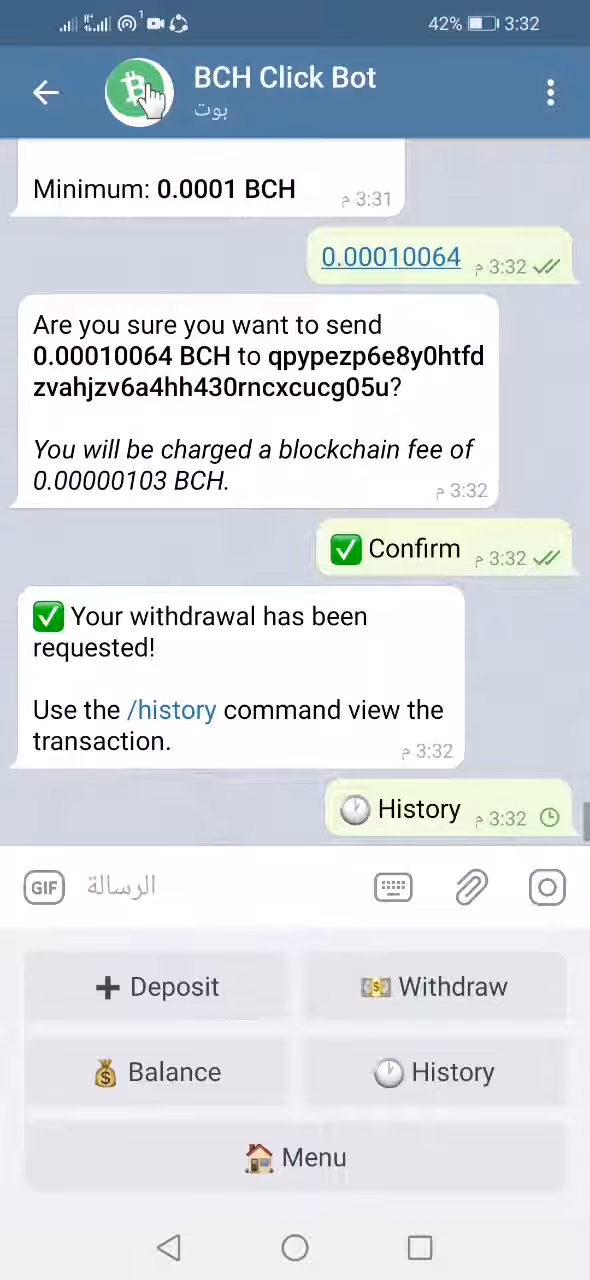 42% 3:32
BCH Click Bot
بوت
Minimum: 0.0001 BCH
3:31 م
0.00010064
3:32 م
Are you sure you want to send
0.00010064 BCH to qpypezp6e8y0htfd
zvahjzv6a4hh430rncxcucg05u?
You will be charged a blockchain fee of
0.00000103 BCH.
3:32 م
✅ Confirm
3:32 م
✅ Your withdrawal has been
requested!
Use the /history command view the
transaction.
3:32 م
🕐 History
3:32 م
GIF الرسالة
➕ Deposit
💵 Withdraw
💰 Balance
🕐 History
🏠 Menu